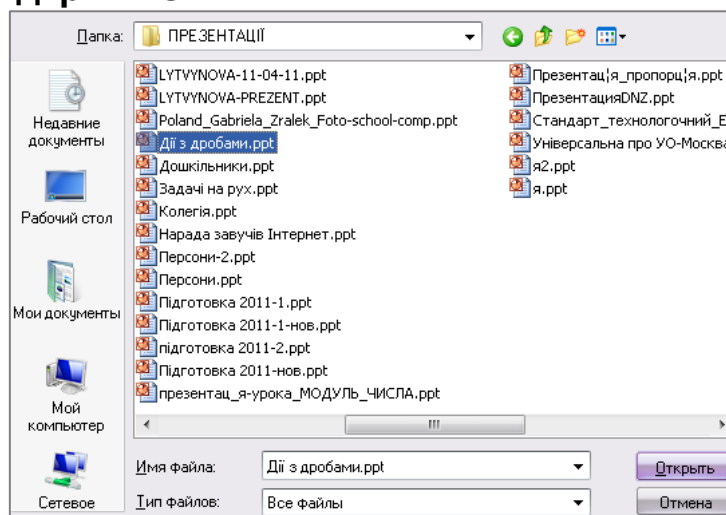 Папка: ПРЕЗЕНТАЦІЇ
Недавние
документы
Рабочий стол
Мои документы
Мой
компьютер
Сетевое
LYTVYNOVA-11-04-11.ppt
LYTVYNOVA-PREZENT.ppt
Poland_Gabriela_Zralek_Foto-school-comp.ppt
Дії з дробами.ppt
Дошкільники.ppt
Задачі на рух.ppt
Колегія.ppt
Нарада завучів Інтернет.ppt
Персони-2.ppt
Персони.ppt
Підготовка 2011-1.ppt
Підготовка 2011-1-нов.ppt
підготовка 2011-2.ppt
Підготовка 2011-нов.ppt
презентац_я-урока_МОДУЛЬ_ЧИСЛА.ppt
Презентац¦я_пропорц¦я.ppt
ПрезентацияDNZ.ppt
Стандарт_технологочний_Е
Універсальна про УО-Москва
я2.ppt
я.ppt
Имя файла: Дії з дробами.ppt Открыть
Тип файлов: Все файлы Отмена